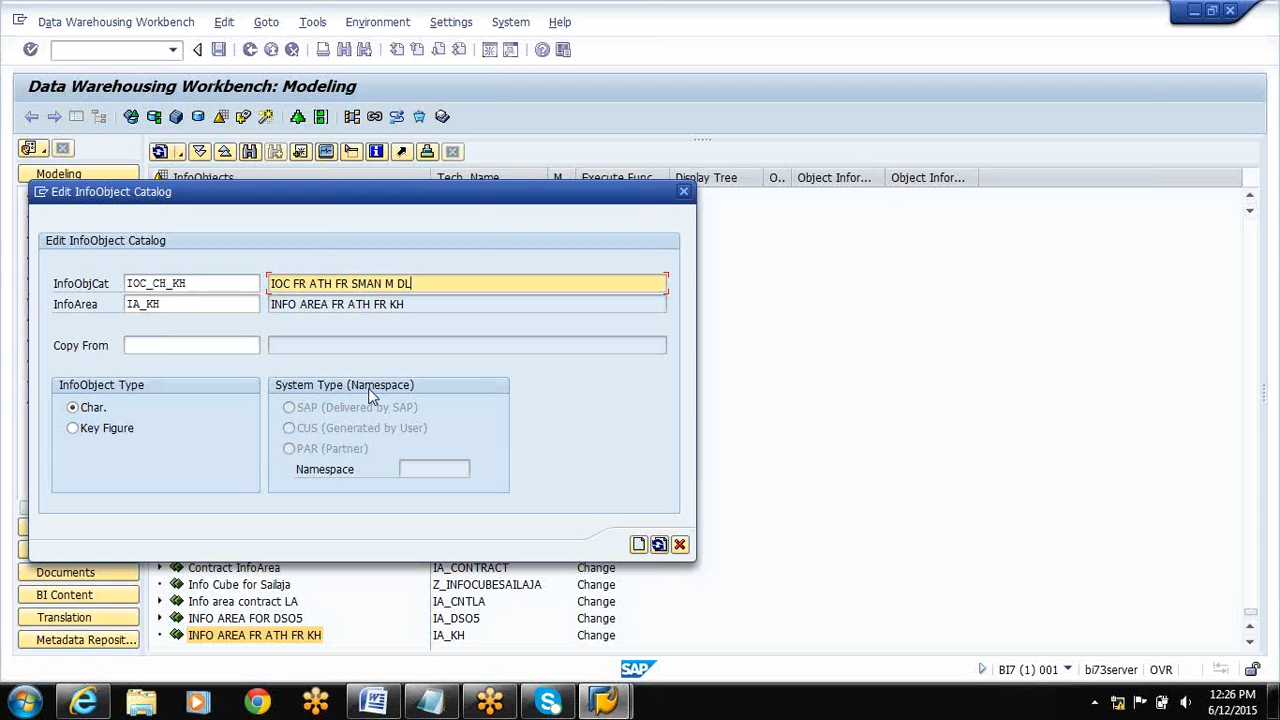 Data Warehousing Workbench Edit Goto Tools Environment Settings System Help
Data Warehousing Workbench: Modeling
Modeling
InfoObjects Tech. Name M Execute Func. Display Tree O.. Object Infor... Object Infor...
Edit InfoObject Catalog
Edit InfoObject Catalog
InfoObjCat IOC_CH_KH IOC FR ATH FR SMAN M DL
InfoArea IA_KH INFO AREA FR ATH FR KH
Copy From
InfoObject Type System Type (Namespace)
Char. SAP (Delivered by SAP)
Key Figure CUS (Generated by User)
PAR (Partner)
Namespace
Documents Contract InfoArea IA_CONTRACT Change
Info Cube for Sailaja Z_INFOCUBESAILAJA Change
BI Content Info area contract LA IA_CNTLA Change
Translation INFO AREA FOR DSO5 IA_DSO5 Change
Metadata Reposit... INFO AREA FR ATH FR KH IA_KH Change
SAP BI7 (1) 001 bi73server OVR
12:26 PM
6/12/2015